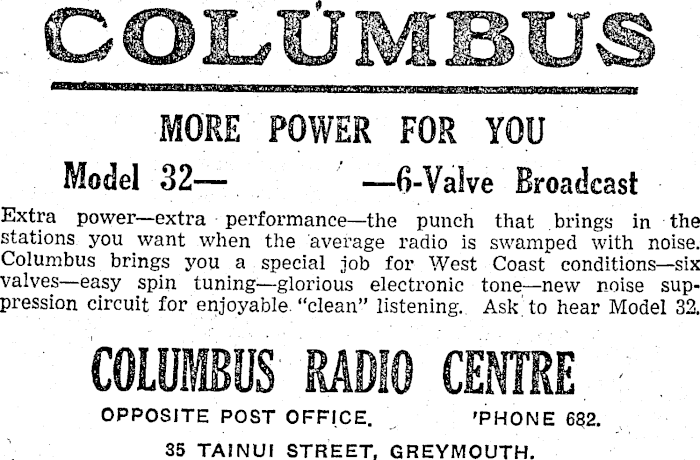 COLUMBUS
MORE POWER FOR YOU
Model 32— —6-Valve Broadcast
Extra power—extra performance—the punch that brings in the
stations you want when the average radio is swamped with noise.
Columbus brings you a special job for West Coast conditions—six
valves—easy spin tuning—glorious electronic tone—new noise sup-
pression circuit for enjoyable "clean" listening. Ask to hear Model 32.
COLUMBUS RADIO CENTRE
OPPOSITE POST OFFICE. 'PHONE 682.
35 TAINUI STREET, GREYMOUTH.